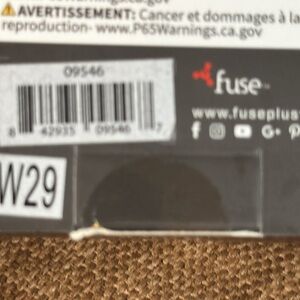 AVERTISSEMENT: Cancer et dommages à la
reproduction- www.P65Warnings.ca.gov
09546
8 42935 09546 7
fuse
www.fuseplus
W29